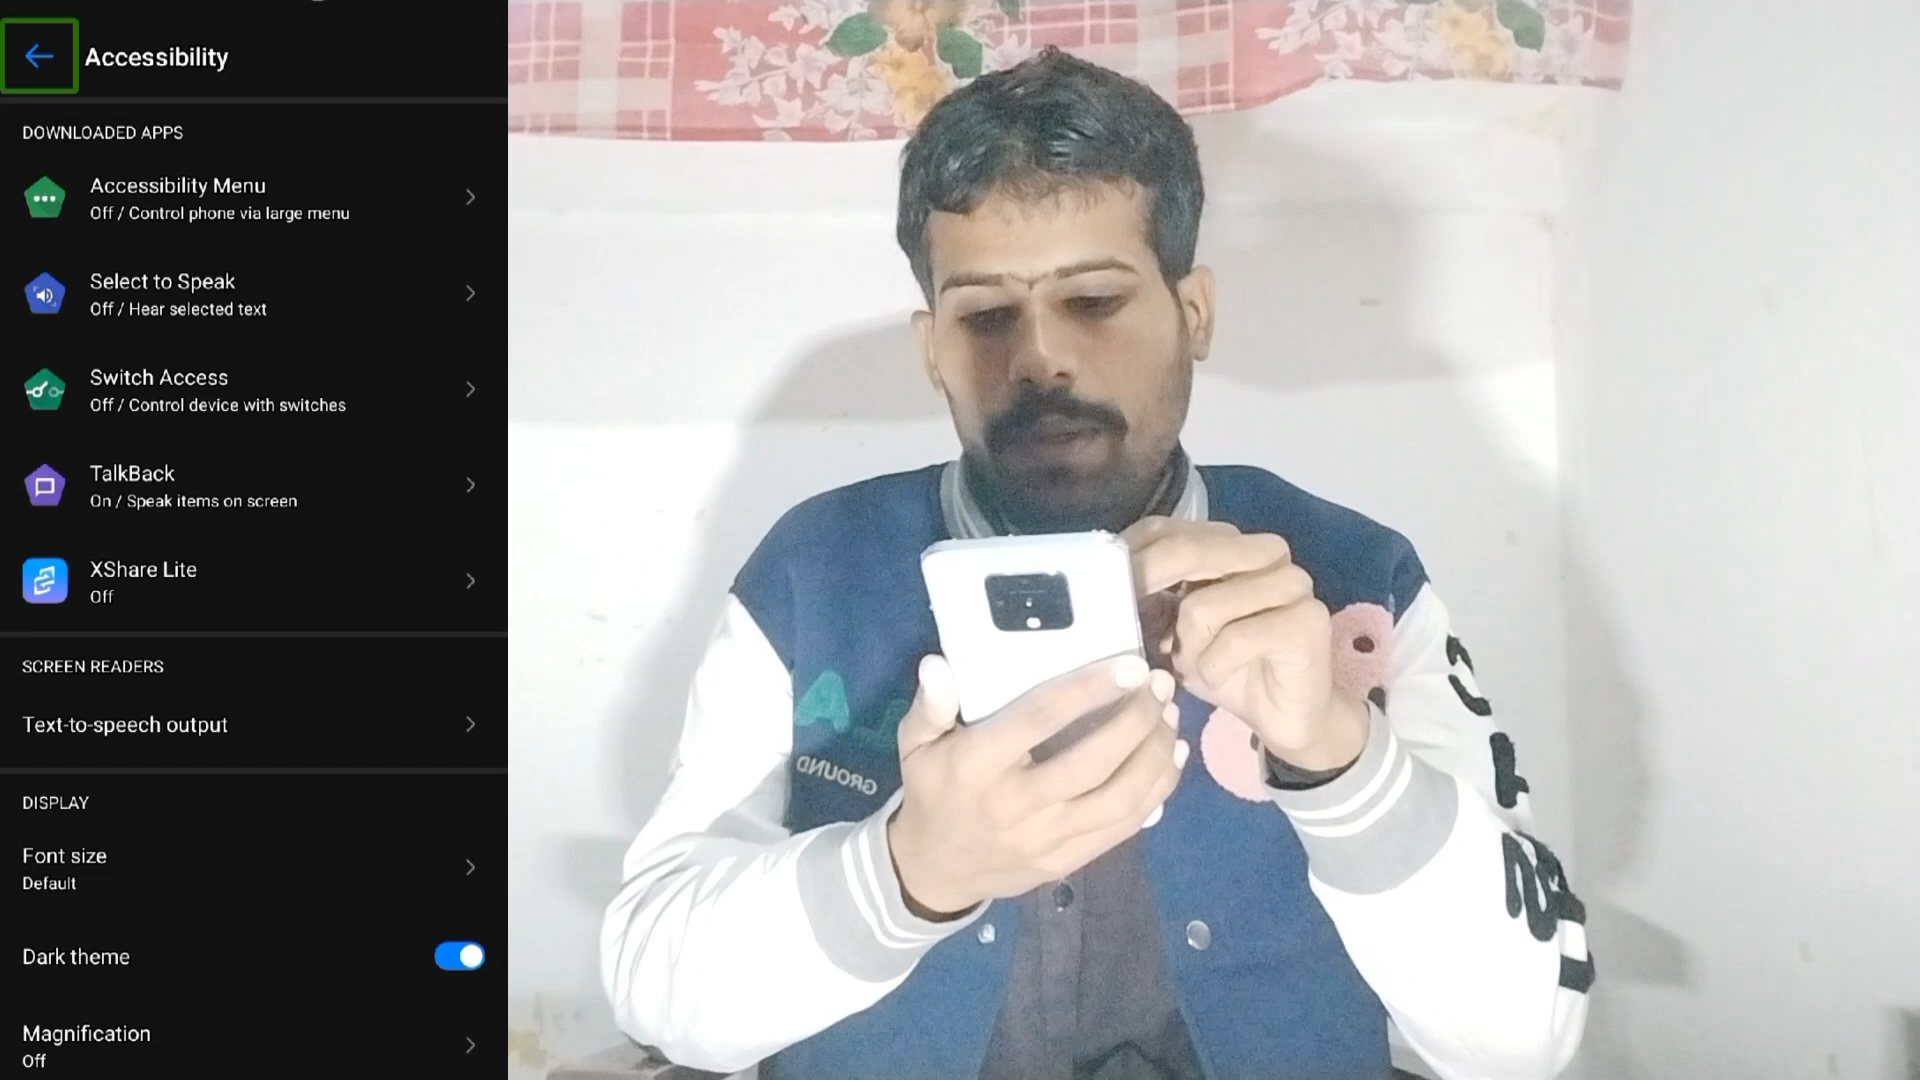 Accessibility
DOWNLOADED APPS
Accessibility Menu
Off / Control phone via large menu
Select to Speak
Off / Hear selected text
Switch Access
Off / Control device with switches
TalkBack
On / Speak items on screen
XShare Lite
Off
SCREEN READERS
Text-to-speech output
DISPLAY
Font size
Default
Dark theme
Magnification
Off
GROUND